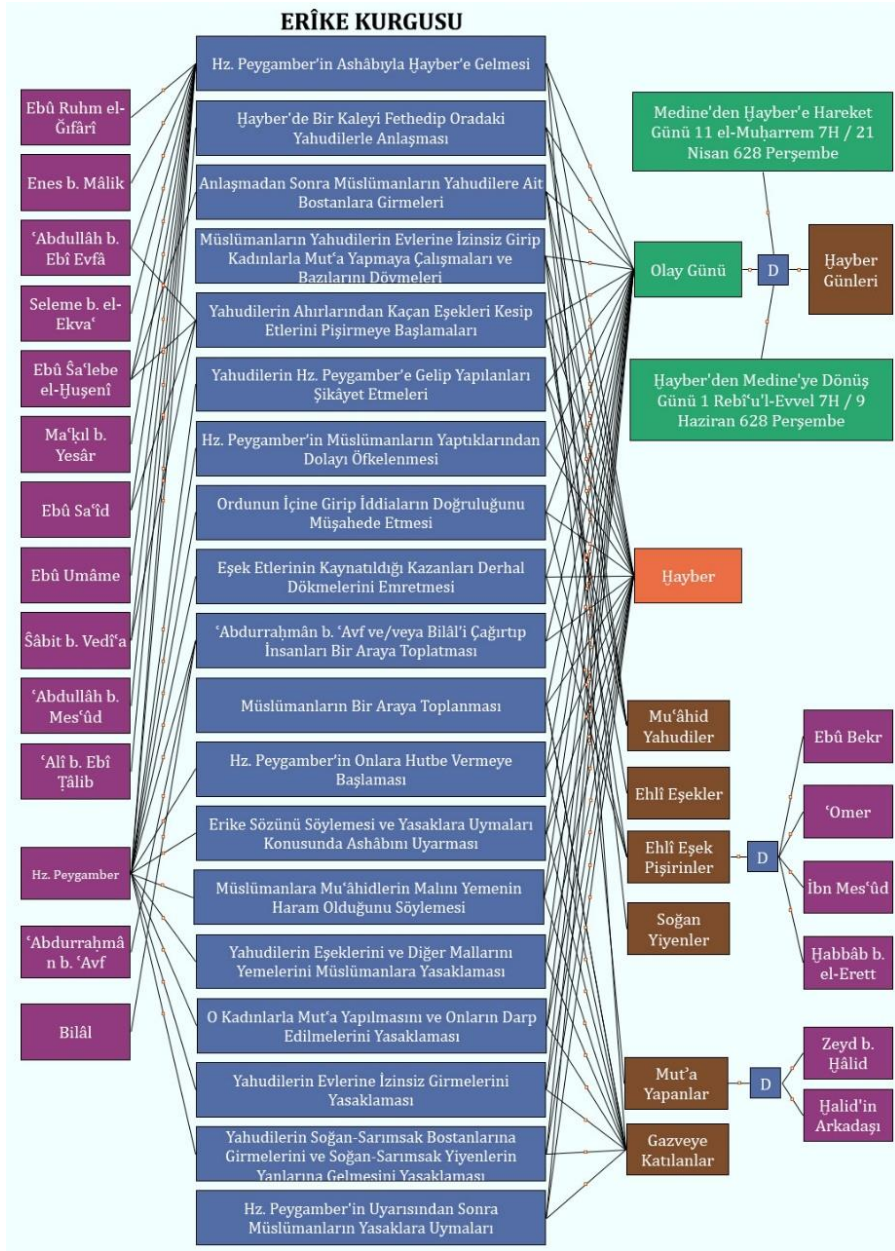 ERÎKE KURGUSU
Ebû Ruhm el-
Ğıfârî
Enes b. Mâlik
ʿAbdullâh b.
Ebî Evfâ
Seleme b. el-
Ekvaʿ
Ebû Ŝaʿlebe
el-Ḫuşenî
Maʿḳıl b.
Yesâr
Ebû Saʿîd
Ebû Umâme
Ŝâbit b. Vedîʿa
ʿAbdullâh b.
Mesʿûd
ʿAlî b. Ebî
Ṭâlib
Hz. Peygamber
ʿAbdurraḥmâ
n b. ʿAvf
Bilâl
Hz. Peygamber'in Ashâbıyla Ḫayber'e Gelmesi
Ḫayber'de Bir Kaleyi Fethedip Oradaki
Yahudilerle Anlaşması
Anlaşmadan Sonra Müslümanların Yahudilere Ait
Bostanlara Girmeleri
Müslümanların Yahudilerin Evlerine İzinsiz Girip
Kadınlarla Mutʿa Yapmaya Çalışmaları ve
Bazılarını Dövmeleri
Yahudilerin Ahırlarından Kaçan Eşekleri Kesip
Etlerini Pişirmeye Başlamaları
Yahudilerin Hz. Peygamber'e Gelip Yapılanları
Şikâyet Etmeleri
Hz. Peygamber'in Müslümanların Yaptıklarından
Dolayı Öfkelenmesi
Ordunun İçine Girip İddiaların Doğruluğunu
Müşahede Etmesi
Eşek Etlerinin Kaynatıldığı Kazanları Derhal
Dökmelerini Emretmesi
ʿAbdurraḥmân b. ʿAvf ve/veya Bilâl'i Çağırtıp
İnsanları Bir Araya Toplatması
Müslümanların Bir Araya Toplanması
Hz. Peygamber'in Onlara Hutbe Vermeye
Başlaması
Erike Sözünü Söylemesi ve Yasaklara Uymaları
Konusunda Ashâbını Uyarması
Müslümanlara Muʿâhidlerin Malını Yemenin
Haram Olduğunu Söylemesi
Yahudilerin Eşeklerini ve Diğer Mallarını
Yemelerini Müslümanlara Yasaklaması
O Kadınlarla Mutʿa Yapılmasını ve Onların Darp
Edilmelerini Yasaklaması
Yahudilerin Evlerine İzinsiz Girmelerini
Yasaklaması
Yahudilerin Soğan-Sarımsak Bostanlarına
Girmelerini ve Soğan-Sarımsak Yiyenlerin
Yanlarına Gelmesini Yasaklaması
Hz. Peygamber'in Uyarısından Sonra
Müslümanların Yasaklara Uymaları
Medine'den Ḫayber'e Hareket
Günü 11 el-Muḥarrem 7H / 21
Nisan 628 Perşembe
Olay Günü
D
Ḫayber
Günleri
Ḫayber'den Medine'ye Dönüş
Günü 1 Rebîʿu'l-Evvel 7H / 9
Haziran 628 Perşembe
Ḫayber
Muʿâhid
Yahudiler
Ehlî Eşekler
Ehlî Eşek
Pişirinler
D
Soğan
Yiyenler
Ebû Bekr
ʿOmer
İbn Mesʿûd
Ḫabbâb b.
el-Erett
Mut'a
Yapanlar
D
Zeyd b.
Ḫâlid
Ḫalid'in
Arkadaşı
Gazveye
Katılanlar